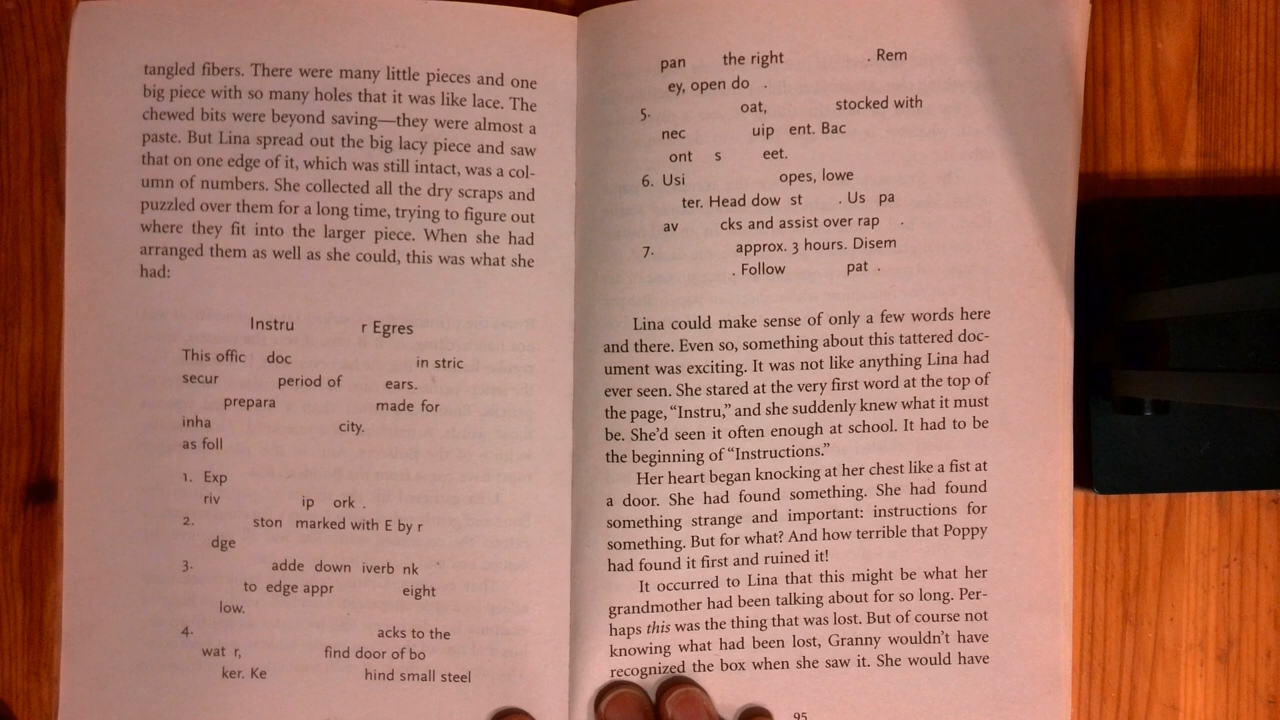 tangled fibers. There were many little pieces and one
big piece with so many holes that it was like lace. The
chewed bits were beyond saving—they were almost a
paste. But Lina spread out the big lacy piece and saw
that on one edge of it, which was still intact, was a col-
umn of numbers. She collected all the dry scraps and
puzzled over them for a long time, trying to figure out
where they fit into the larger piece. When she had
arranged them as well as she could, this was what she
had:
Instru r Egres
This offic doc in stric
secur period of ears.
prepara made for
inha city.
as foll
1. Exp
riv ip ork .
2. ston marked with E by r
dge
3. adde down iverb nk
to edge appr eight
low.
4. acks to the
wat r, find door of bo
ker. Ke hind small steel
pan the right . Rem
ey, open do .
5. oat, stocked with
nec uip ent. Bac
ont s eet.
6. Usi opes, lowe
ter. Head dow st . Us pa
av cks and assist over rap .
7. approx. 3 hours. Disem
. Follow pat .
Lina could make sense of only a few words here
and there. Even so, something about this tattered doc-
ument was exciting. It was not like anything Lina had
ever seen. She stared at the very first word at the top of
the page, “Instru,” and she suddenly knew what it must
be. She’d seen it often enough at school. It had to be
the beginning of “Instructions.”
Her heart began knocking at her chest like a fist at
a door. She had found something. She had found
something strange and important: instructions for
something. But for what? And how terrible that Poppy
had found it first and ruined it!
It occurred to Lina that this might be what her
grandmother had been talking about for so long. Per-
haps this was the thing that was lost. But of course not
knowing what had been lost, Granny wouldn’t have
recognized the box when she saw it. She would have
95